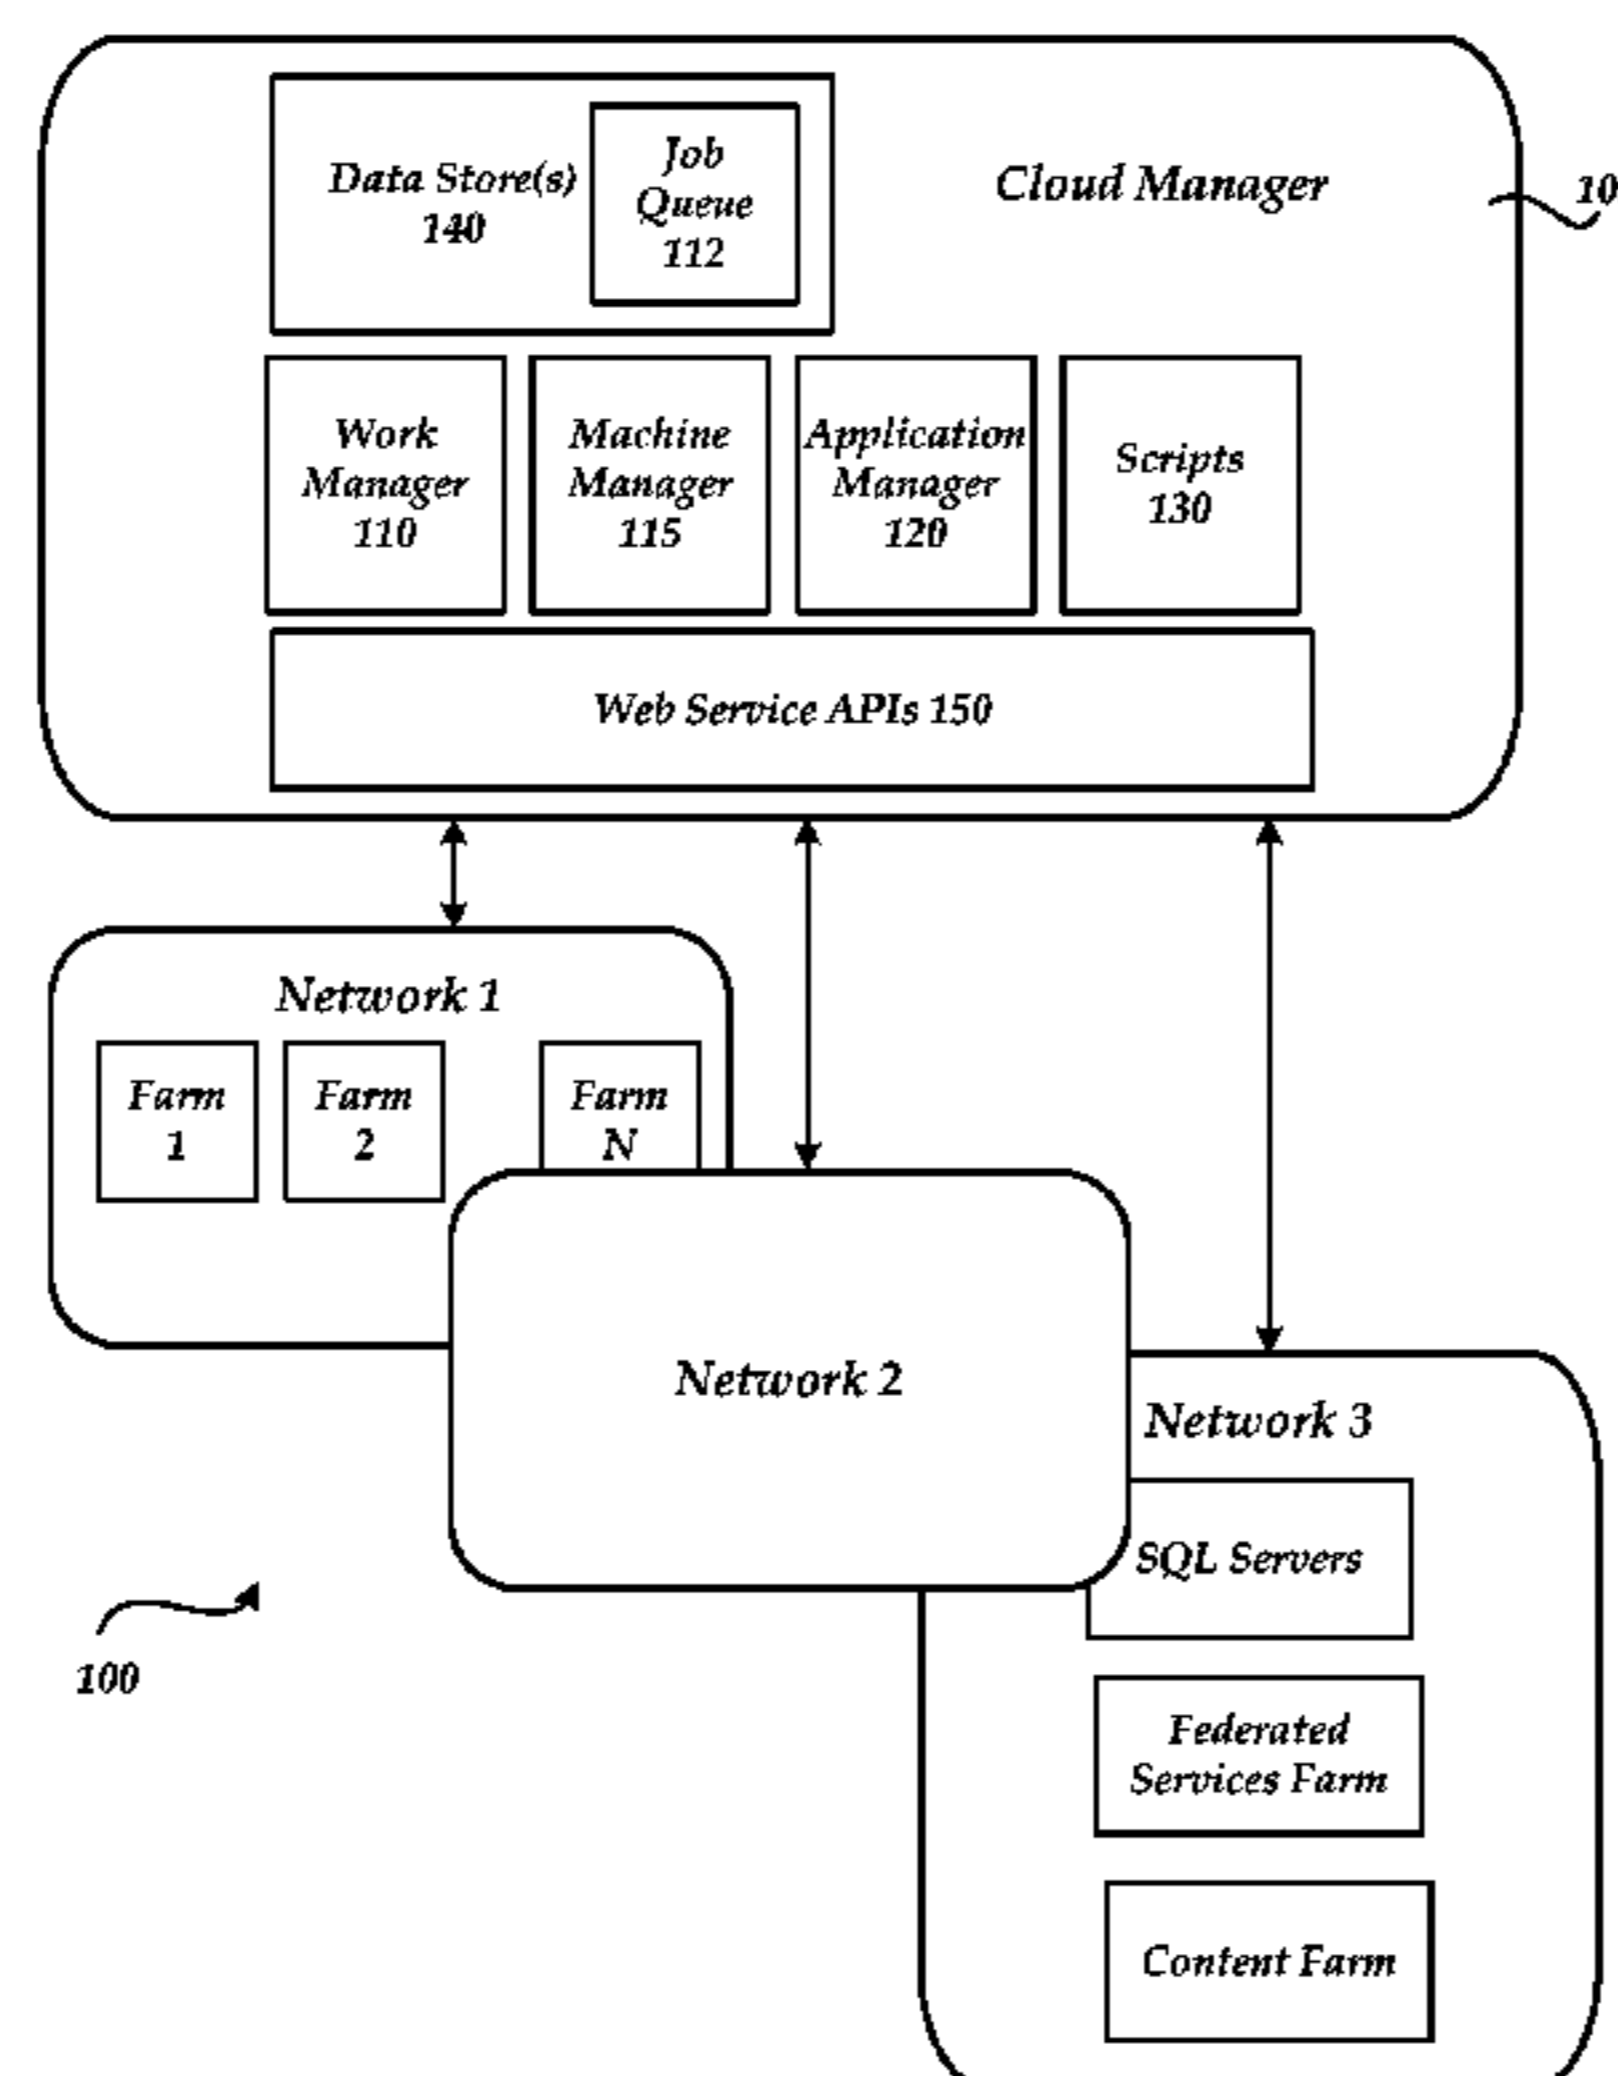 Data Store(s)
140
Job
Queue
112
Cloud Manager
10
Work
Manager
110
Machine
Manager
115
Application
Manager
120
Scripts
130
Web Service APIs 150
Network 1
Farm
1
Farm
2
Farm
N
Network 2
Network 3
SQL Servers
Federated
Services Farm
Content Farm
100